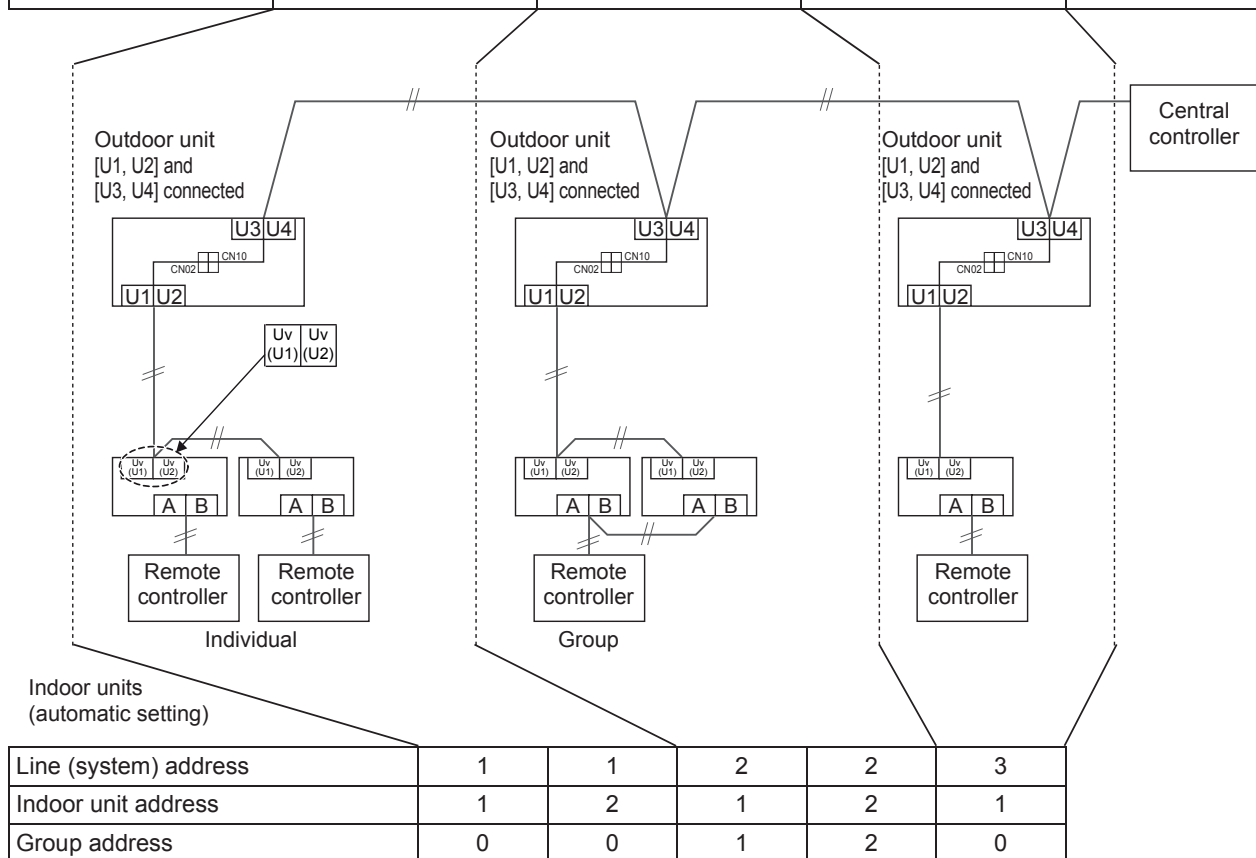 Central
controller
Outdoor unit
[U1, U2] and
[U3, U4] connected
Outdoor unit
[U1, U2] and
[U3, U4] connected
Outdoor unit
[U1, U2] and
[U3, U4] connected
U3 U4
CN10
CN02
U1 U2
U3 U4
CN10
CN02
U1 U2
U3 U4
CN10
CN02
U1 U2
Uv Uv
(U1) (U2)
Uv Uv
(U1) (U2)
A B
Uv Uv
(U1) (U2)
A B
Uv Uv
(U1) (U2)
A B
Uv Uv
(U1) (U2)
A B
Uv Uv
(U1) (U2)
A B
Remote
controller
Remote
controller
Remote
controller
Remote
controller
Individual
Group
Indoor units
(automatic setting)
Line (system) address 1 1 2 2 3
Indoor unit address 1 2 1 2 1
Group address 0 0 1 2 0